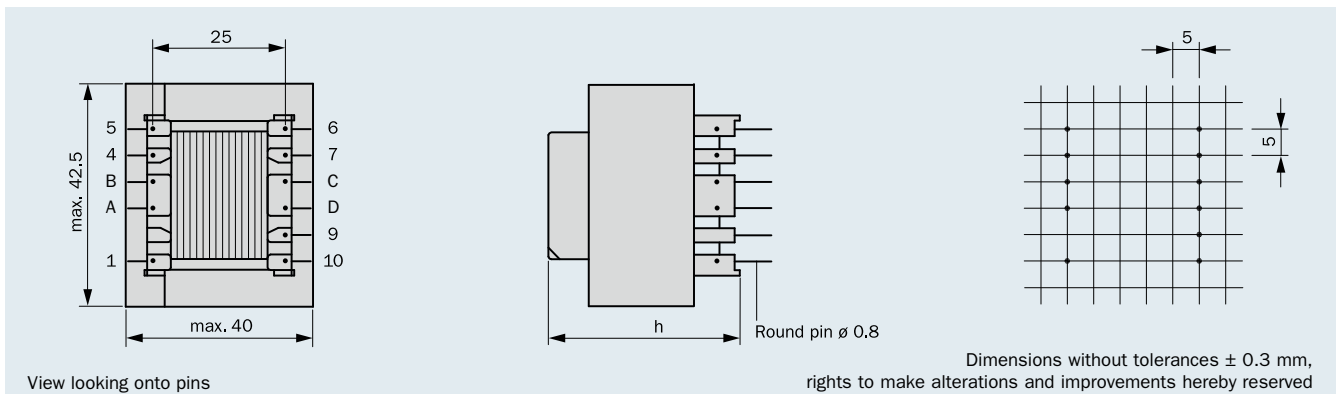 25
5
max. 42.5
5 6
4 7
B C
A D
9
1 10
5
max. 40
h
Round pin ø 0.8
View looking onto pins
Dimensions without tolerances ± 0.3 mm,
rights to make alterations and improvements hereby reserved